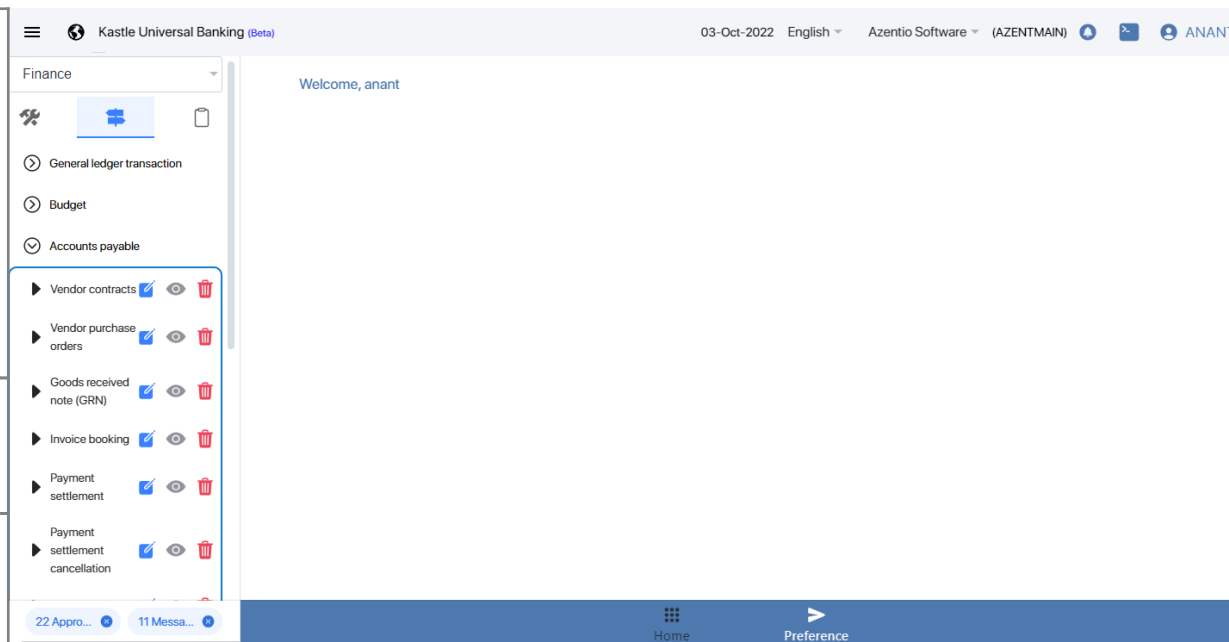 Kastle Universal Banking (Beta)
03-Oct-2022 English Azentio Software (AZENTMAIN) ANANT
Finance
Welcome, anant
General ledger transaction
Budget
Accounts payable
Vendor contracts
Vendor purchase
orders
Goods received
note (GRN)
Invoice booking
Payment
settlement
Payment
settlement
cancellation
22 Appro... 11 Messa...
Home Preference